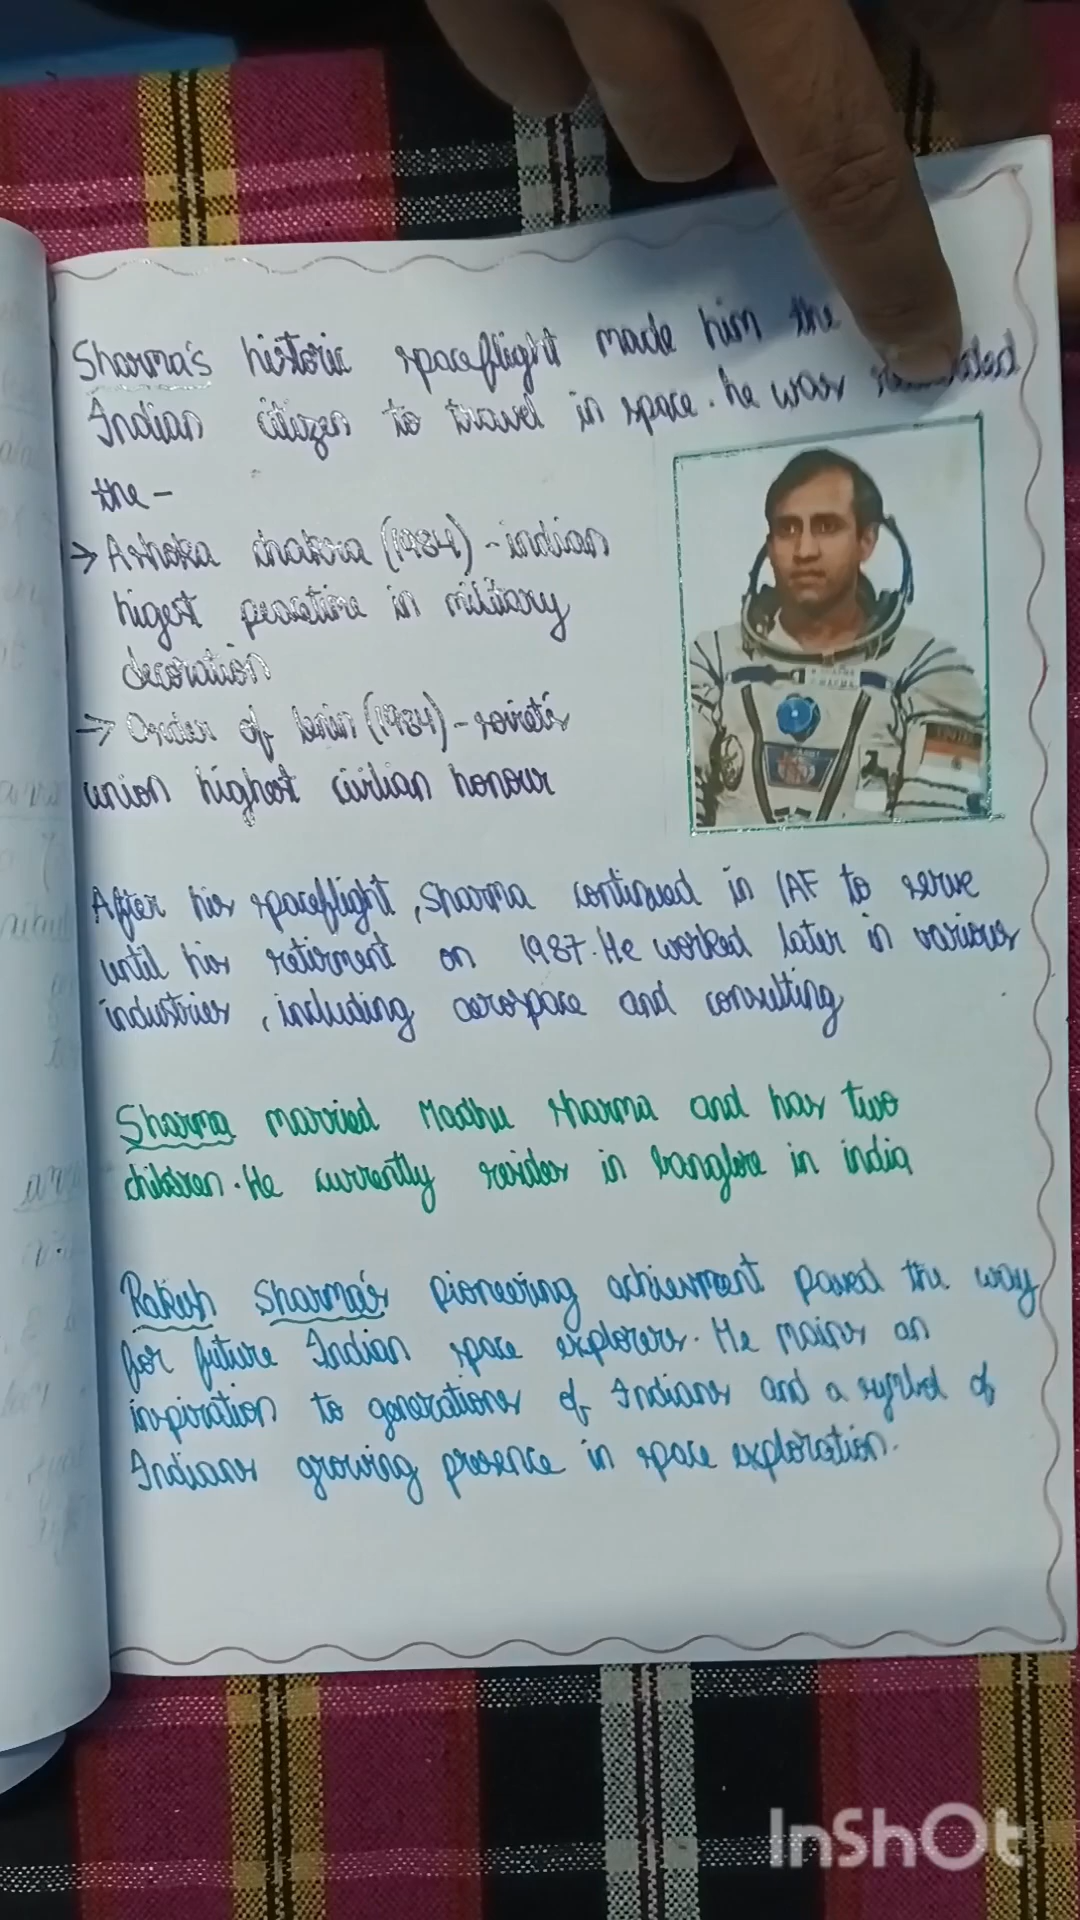 Sharma's historic spaceflight made him the
Indian citizen to travel in space. he was
the -
→ Ashoka chakra (1984) - indian
higest peacetime in military
decoration
→ Order of lenin (1984) - soviets
union highest civilian honour
After his spaceflight, Sharma continued in IAF to serve
until his retirment on 1987. He worked later in various
industries, including aerospace and consulting
Sharma married Madhu sharma and has two
children. He currently resides in banglore in india
Rakesh Sharma's pioneering achievment paved the way
for future Indian space explorers. He mains an
inspiration to generations of Indians and a symbol of
Indians growing presence in space exploration.
InShOt